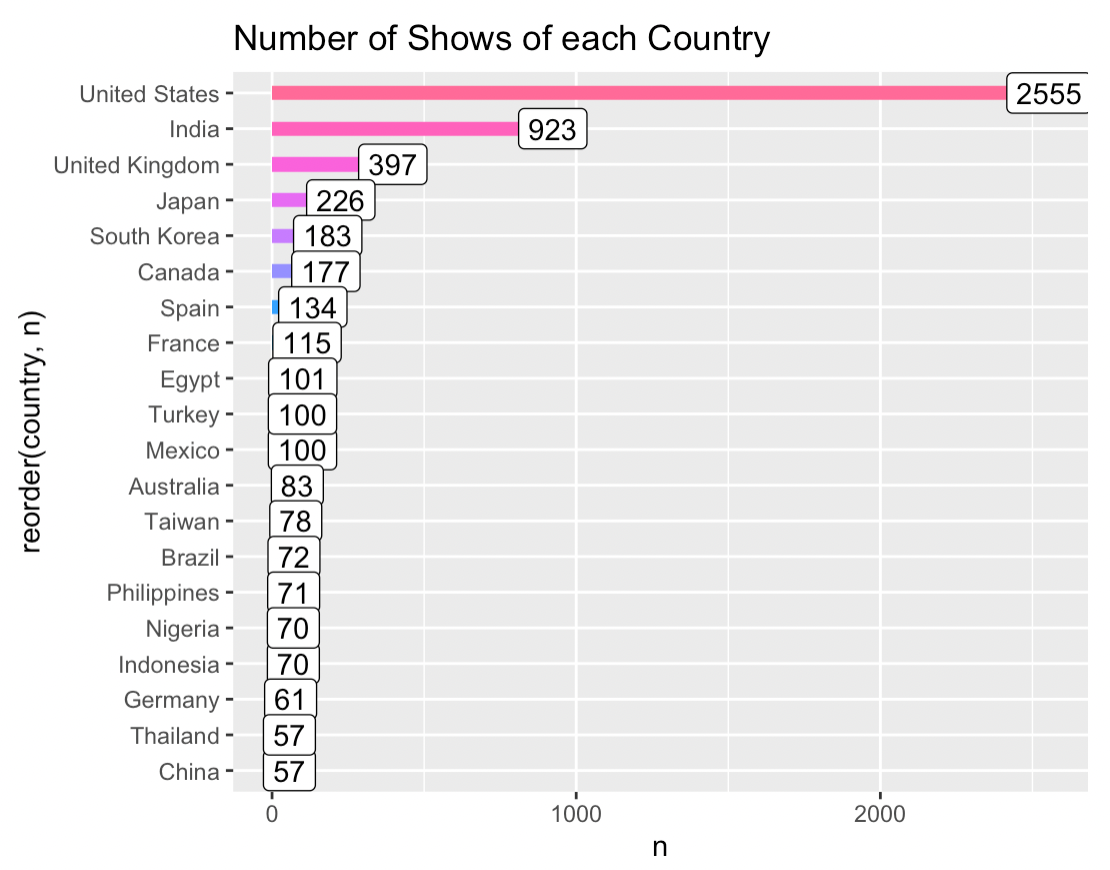 Number of Shows of each Country
United States 2555
India 923
United Kingdom 397
Japan 226
South Korea 183
Canada 177
Spain 134
France 115
Egypt 101
Turkey 100
Mexico 100
Australia 83
Taiwan 78
Brazil 72
Philippines 71
Nigeria 70
Indonesia 70
Germany 61
Thailand 57
China 57
reorder(country, n)
0 1000 2000
n